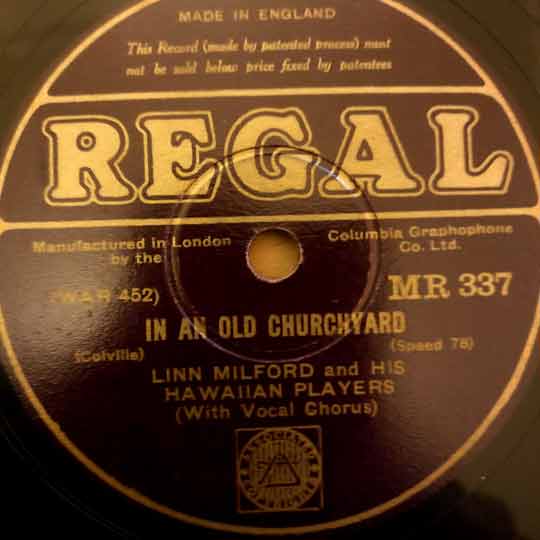 MADE IN ENGLAND
This Record (made by patented process) must
not be sold below price fixed by patentees
REGAL
Manufactured in London
by the
Columbia Graphophone
Co. Ltd.
(WAR 452)
MR 337
IN AN OLD CHURCHYARD
(Colville)
(Speed 78)
LINN MILFORD and HIS
HAWAIIAN PLAYERS
(With Vocal Chorus)
ASSOCIATED
COPYRIGHTS